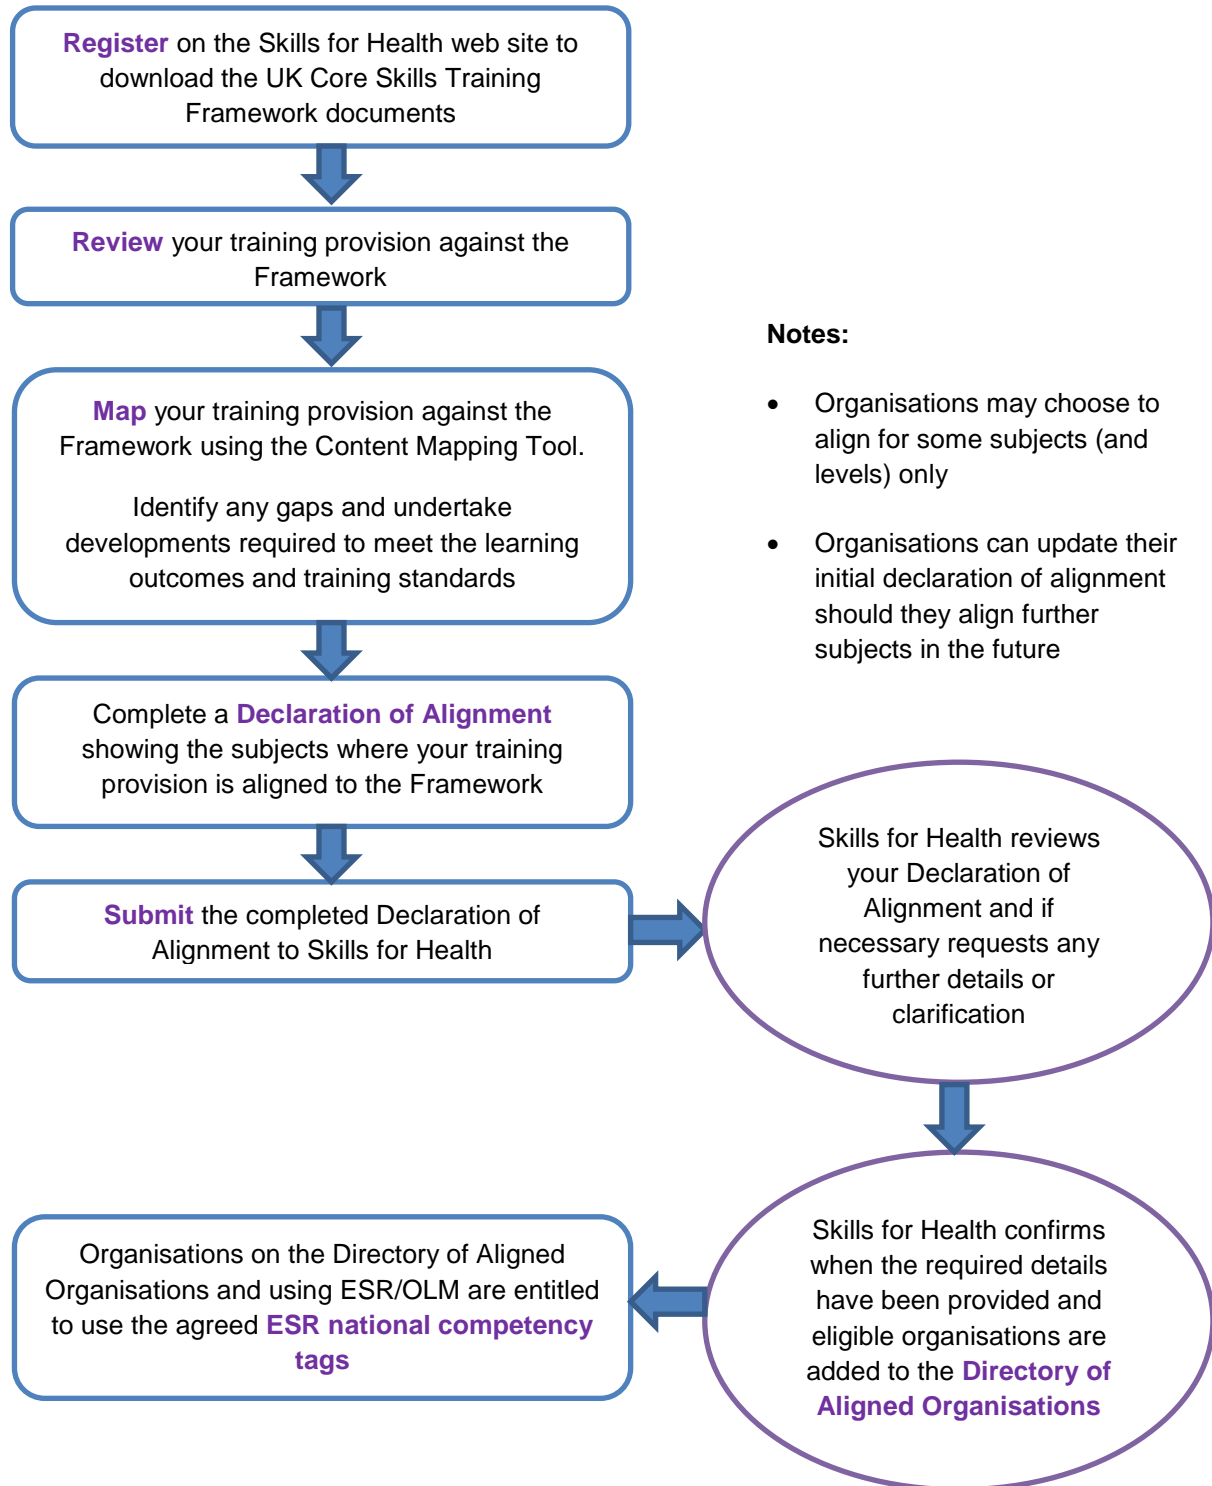 Register on the Skills for Health web site to
download the UK Core Skills Training
Framework documents
Review your training provision against the
Framework
Map your training provision against the
Framework using the Content Mapping Tool.
Identify any gaps and undertake
developments required to meet the learning
outcomes and training standards
Complete a Declaration of Alignment
showing the subjects where your training
provision is aligned to the Framework
Submit the completed Declaration of
Alignment to Skills for Health
Notes:
• Organisations may choose to
align for some subjects (and
levels) only
• Organisations can update their
initial declaration of alignment
should they align further
subjects in the future
Skills for Health reviews
your Declaration of
Alignment and if
necessary requests any
further details or
clarification
Skills for Health confirms
when the required details
have been provided and
eligible organisations are
added to the Directory of
Aligned Organisations
Organisations on the Directory of Aligned
Organisations and using ESR/OLM are entitled
to use the agreed ESR national competency
tags